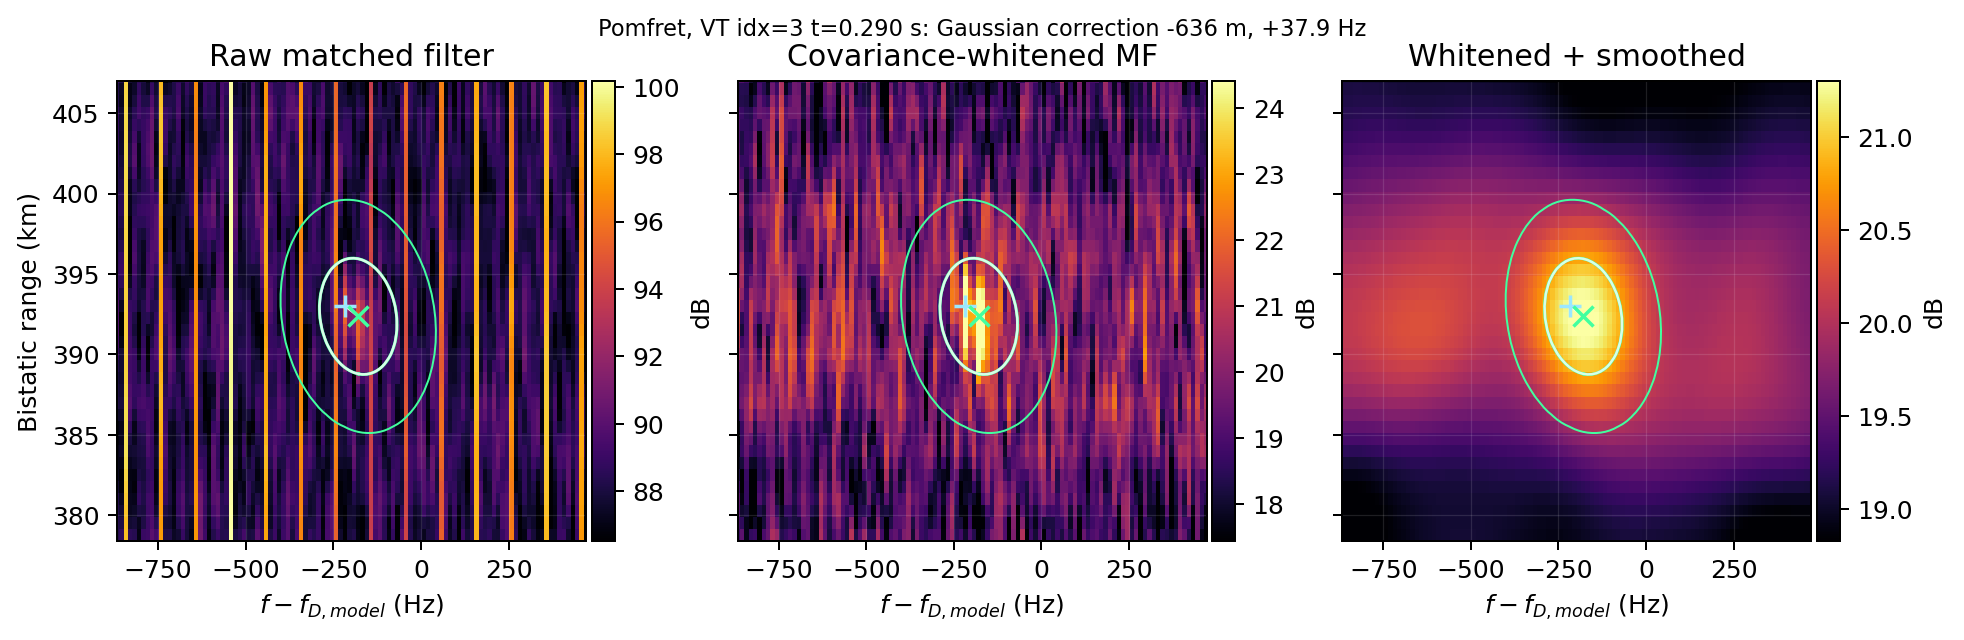 Pomfret, VT idx=3 t=0.290 s: Gaussian correction -636 m, +37.9 Hz
Raw matched filter
Covariance-whitened MF
Whitened + smoothed
Bistatic range (km)
405
400
395
390
385
380
−750 −500 −250 0 250
f − f_{D, model} (Hz)
100
98
96
94
92
90
88
dB
−750 −500 −250 0 250
f − f_{D, model} (Hz)
24
23
22
21
20
19
18
dB
−750 −500 −250 0 250
f − f_{D, model} (Hz)
21.0
20.5
20.0
19.5
19.0
dB